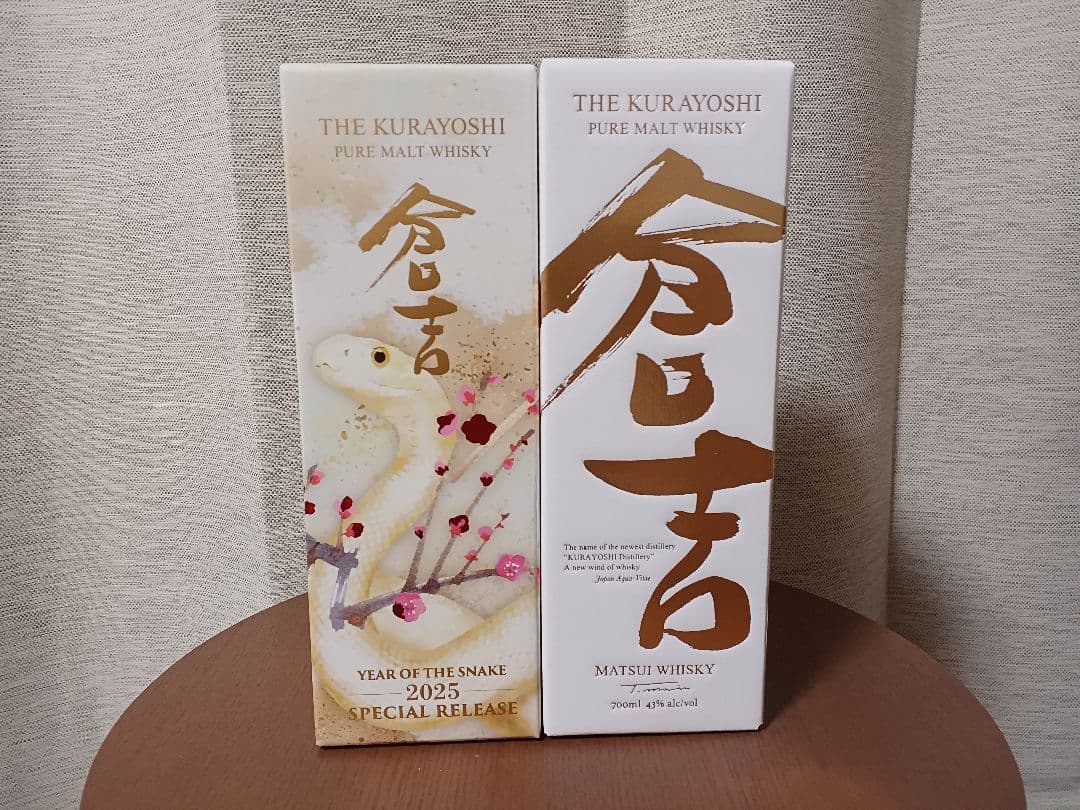 THE KURAYOSHI
PURE MALT WHISKY
倉吉
YEAR OF THE SNAKE
2025
SPECIAL RELEASE
THE KURAYOSHI
PURE MALT WHISKY
倉吉
The name of the newest distillery
"KURAYOSHI Distillery"
A new wind of whisky
Japan Aqua-Vitae
MATSUI WHISKY
700ml 43% alc/vol